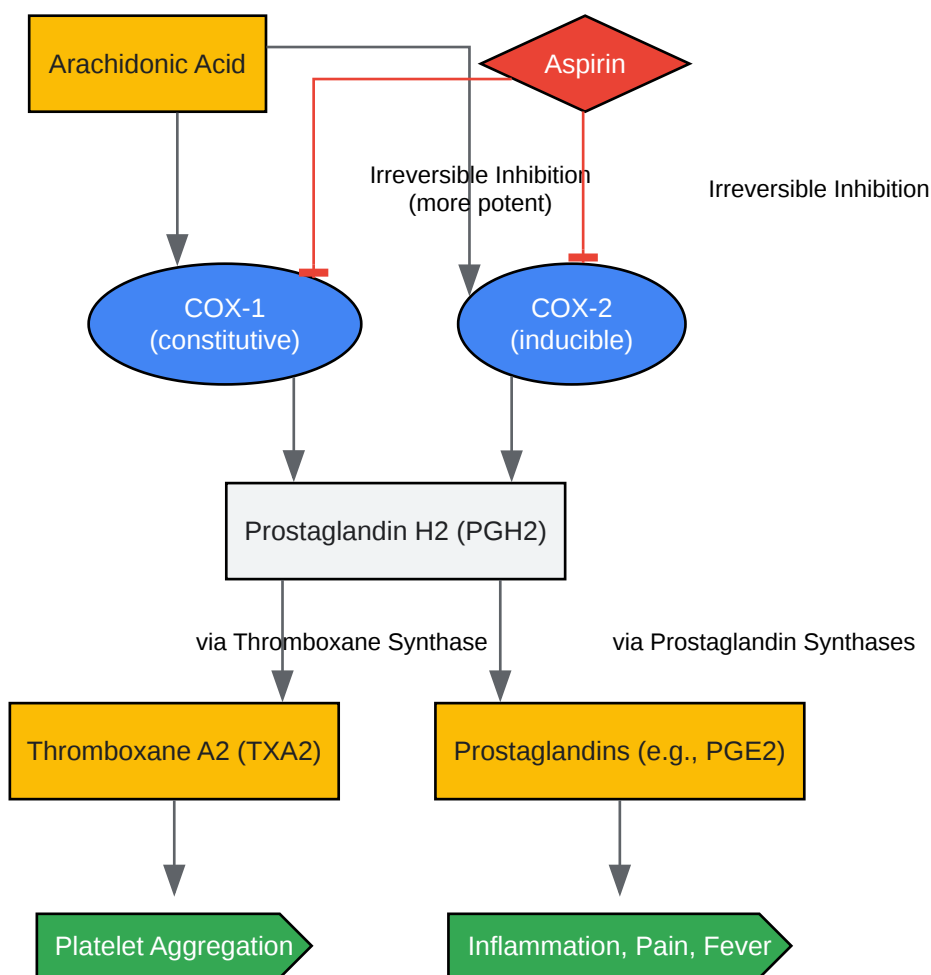 Arachidonic Acid
Aspirin
Irreversible Inhibition
(more potent)
Irreversible Inhibition
COX-1
(constitutive)
COX-2
(inducible)
Prostaglandin H2 (PGH2)
via Thromboxane Synthase
via Prostaglandin Synthases
Thromboxane A2 (TXA2)
Prostaglandins (e.g., PGE2)
Platelet Aggregation
Inflammation, Pain, Fever